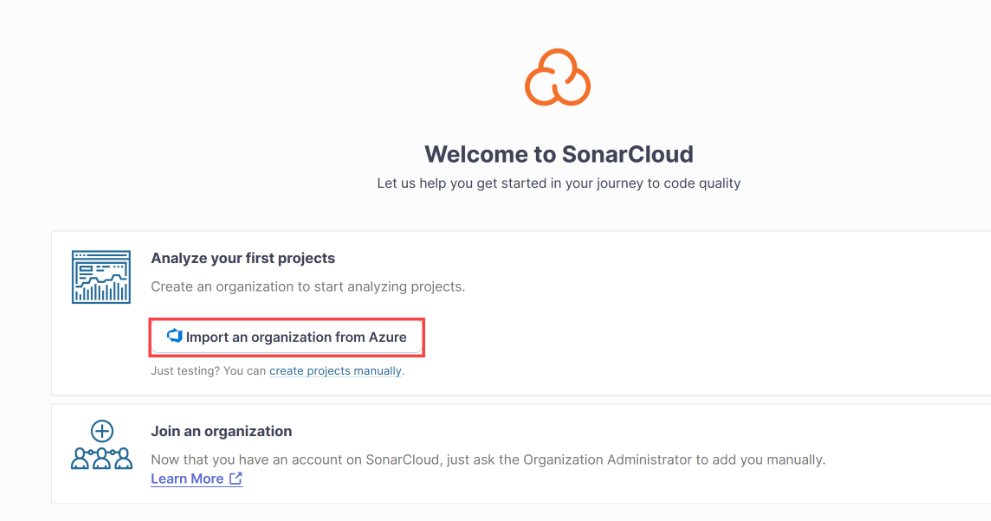 Welcome to SonarCloud
Let us help you get started in your journey to code quality
Analyze your first projects
Create an organization to start analyzing projects.
Import an organization from Azure
Just testing? You can create projects manually.
Join an organization
Now that you have an account on SonarCloud, just ask the Organization Administrator to add you manually.
Learn More